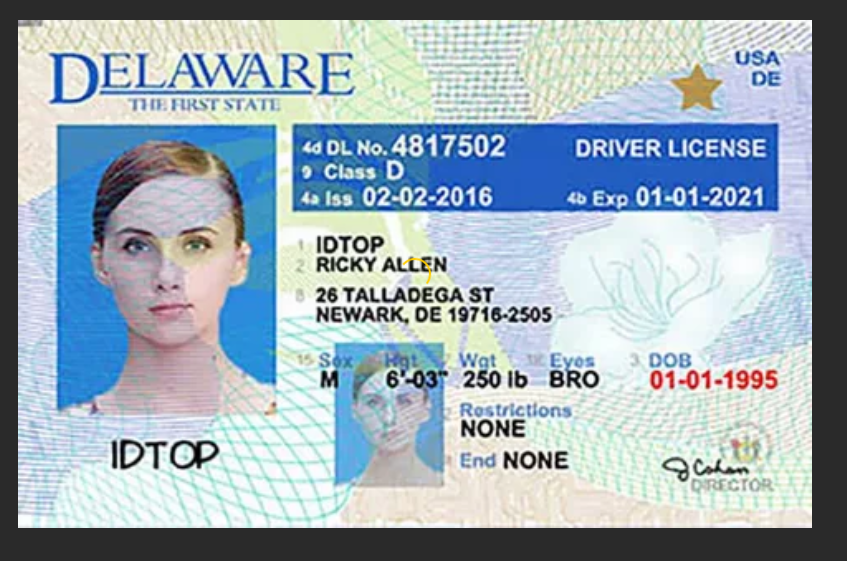 DELAWARE
THE FIRST STATE
USA
DE
4d DL No. 4817502 DRIVER LICENSE
9 Class D
4a Iss 02-02-2016 4b Exp 01-01-2021
1 IDTOP
2 RICKY ALLEN
8 26 TALLADEGA ST
NEWARK, DE 19716-2505
15 Sex Hgt Wgt 18 Eyes 3 DOB
M 6'-03" 250 lb BRO 01-01-1995
Restrictions
NONE
End NONE
IDTOP
J Cohan
DIRECTOR